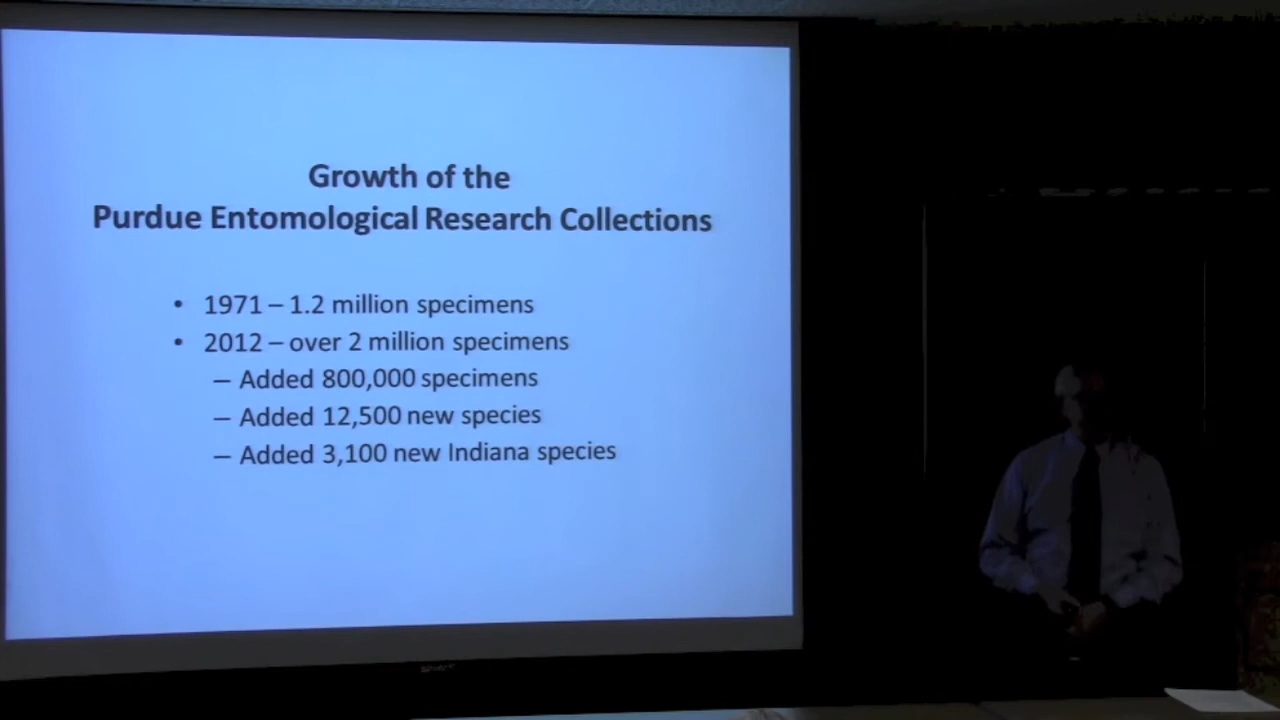 Growth of the
Purdue Entomological Research Collections
• 1971 – 1.2 million specimens
• 2012 – over 2 million specimens
– Added 800,000 specimens
– Added 12,500 new species
– Added 3,100 new Indiana species